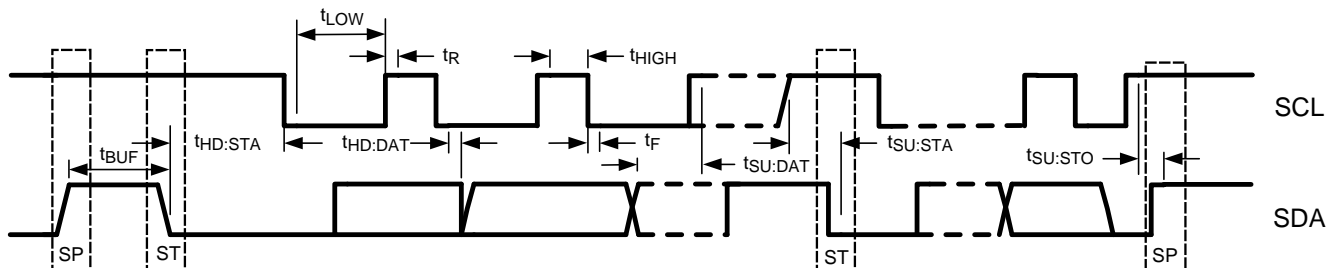 tLOW
tR
tHIGH
SCL
tHD:STA
tHD:DAT
tF
tSU:DAT
tSU:STA
tSU:STO
tBUF
SDA
SP
ST
ST
SP